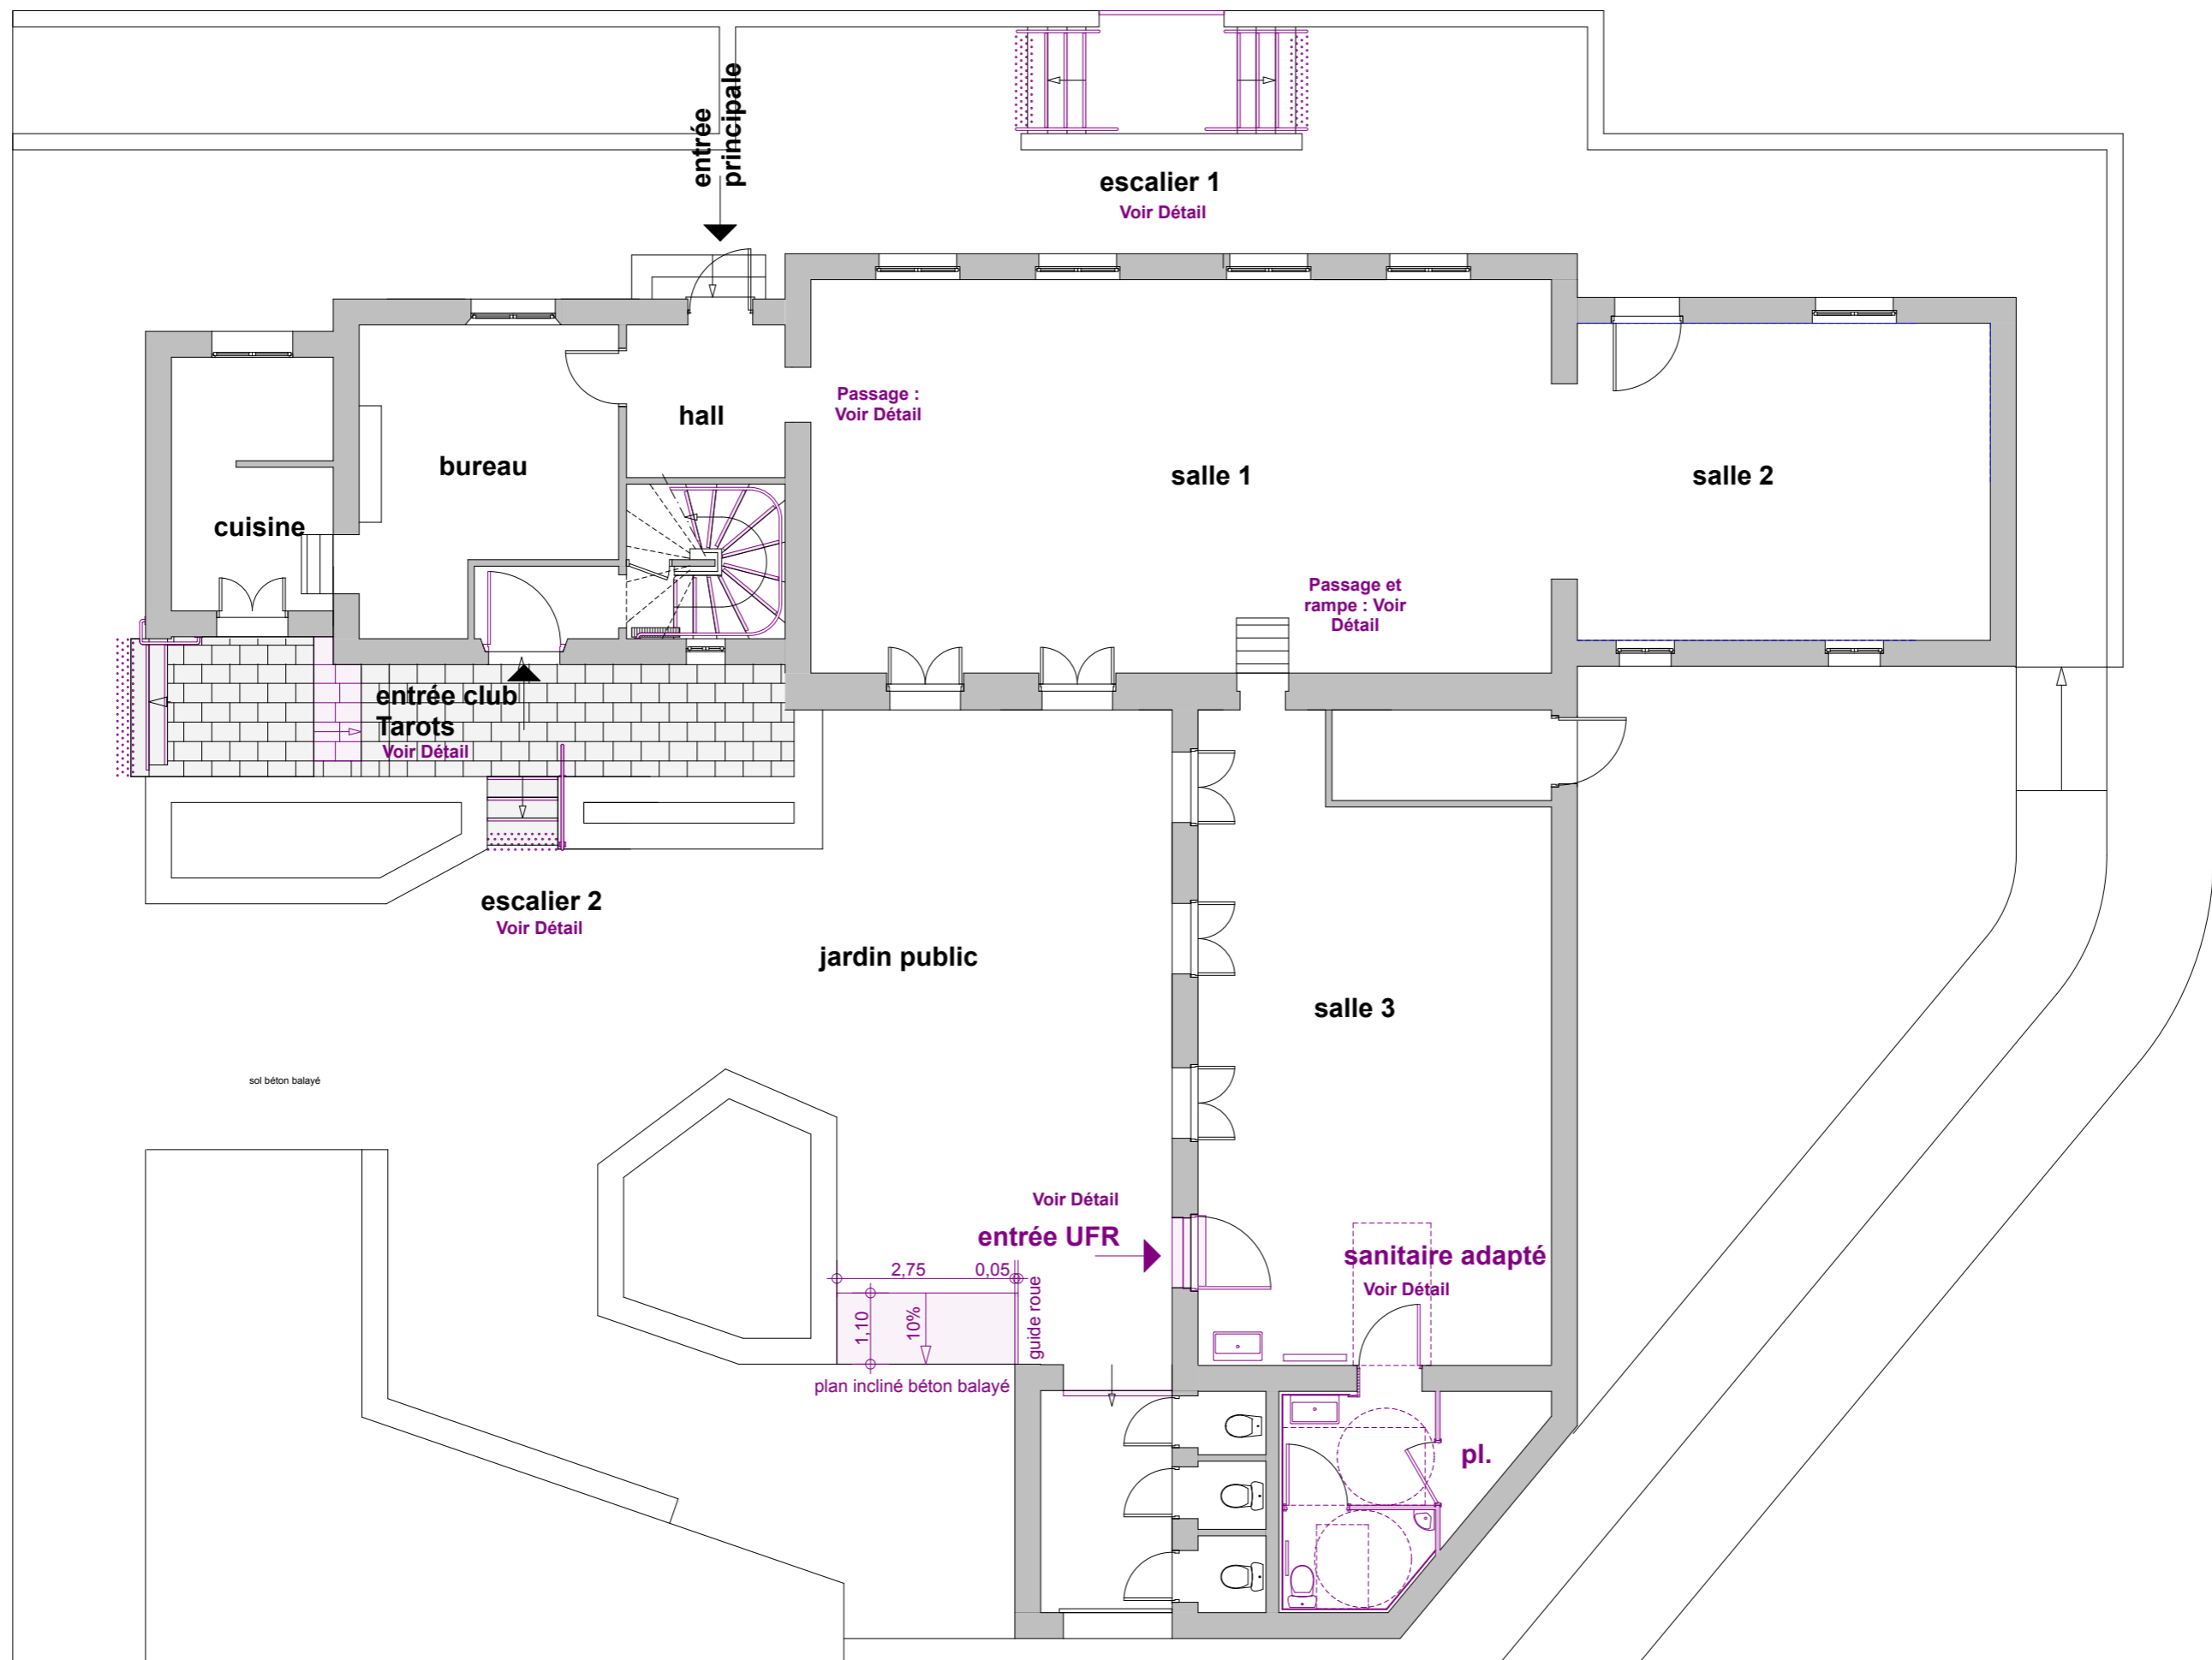 entrée
principale
escalier 1
Voir Détail
Passage :
Voir Détail
hall
bureau
salle 1
salle 2
cuisine
Passage et
rampe : Voir
Détail
entrée club
Tarots
Voir Détail
escalier 2
Voir Détail
jardin public
salle 3
sol béton balayé
Voir Détail
entrée UFR
sanitaire adapté
Voir Détail
2,75
0,05
1,10
10%
guide roue
plan incliné béton balayé
pl.